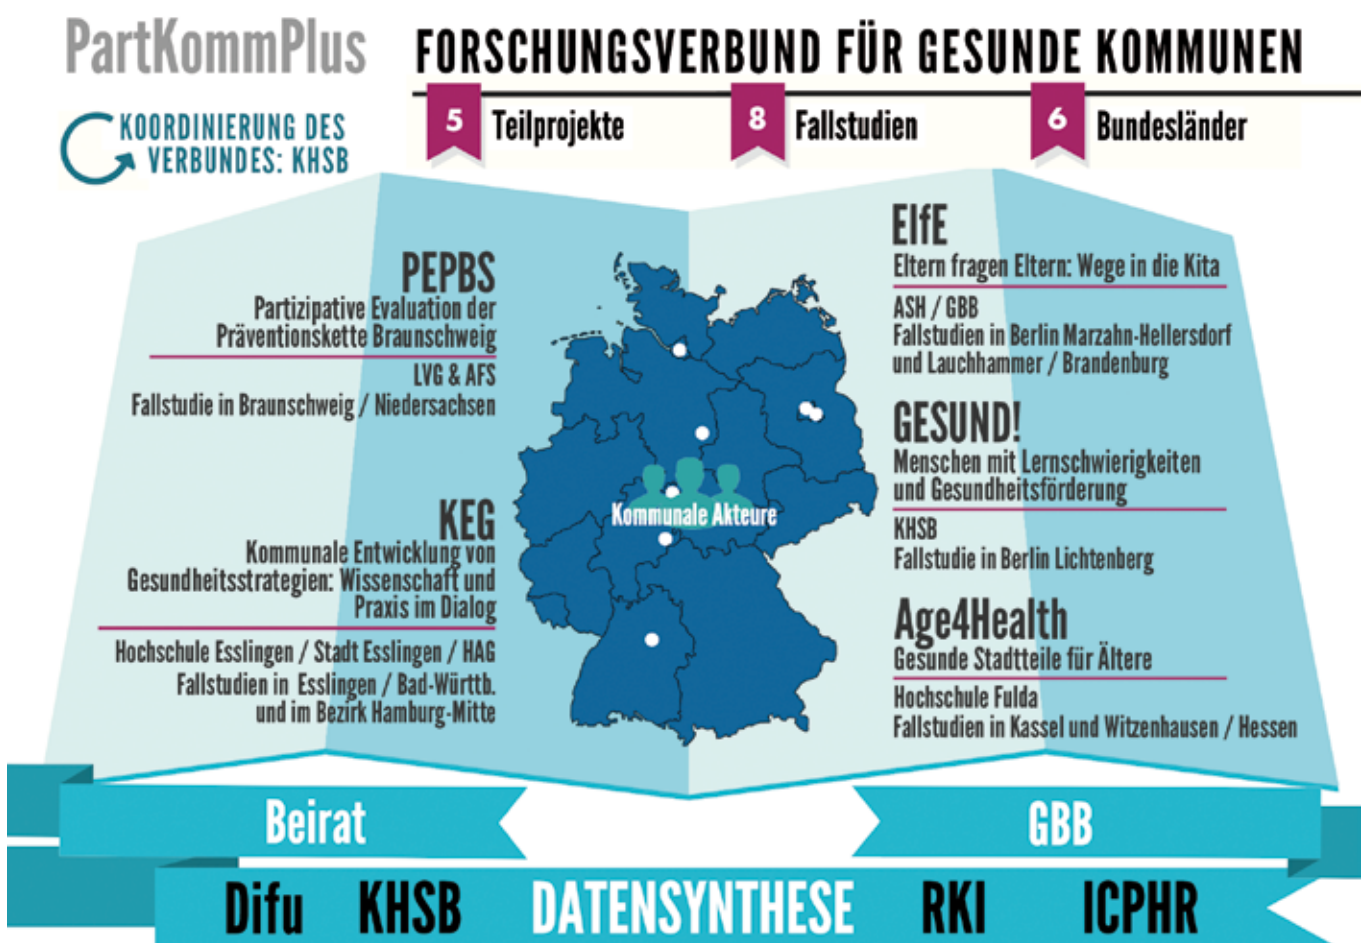 PartKommPlus
FORSCHUNGSVERBUND FÜR GESUNDE KOMMUNEN
KOORDINIERUNG DES
VERBUNDES: KHSB
5 Teilprojekte
8 Fallstudien
6 Bundesländer
PEPBS
Partizipative Evaluation der
Präventionskette Braunschweig
LVG & AFS
Fallstudie in Braunschweig / Niedersachsen
KEG
Kommunale Entwicklung von
Gesundheitsstrategien: Wissenschaft und
Praxis im Dialog
Hochschule Esslingen / Stadt Esslingen / HAG
Fallstudien in Esslingen / Bad-Württb.
und im Bezirk Hamburg-Mitte
Kommunale Akteure
ElfE
Eltern fragen Eltern: Wege in die Kita
ASH / GBB
Fallstudien in Berlin Marzahn-Hellersdorf
und Lauchhammer / Brandenburg
GESUND!
Menschen mit Lernschwierigkeiten
und Gesundheitsförderung
KHSB
Fallstudie in Berlin Lichtenberg
Age4Health
Gesunde Stadtteile für Ältere
Hochschule Fulda
Fallstudien in Kassel und Witzenhausen / Hessen
Beirat
GBB
Difu KHSB DATENSYNTHESE RKI ICPHR